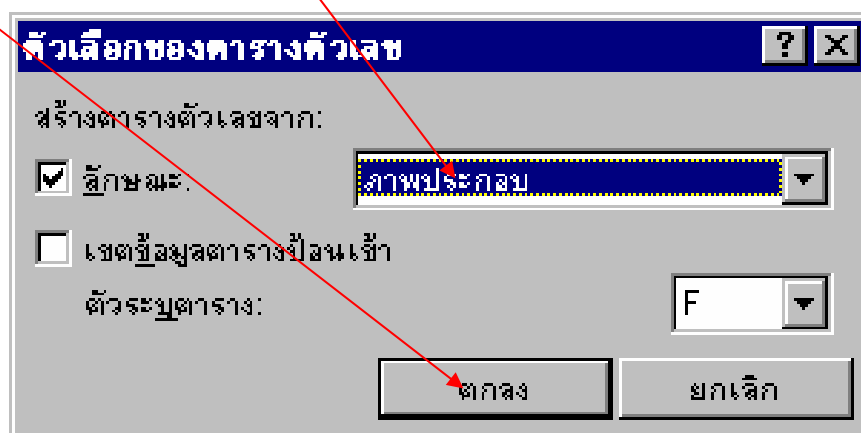 ตัวเลือกของตารางตัวเลข
สร้างตารางตัวเลขจาก:
ลักษณะ:
ภาพประกอบ
เขตข้อมูลตารางป้อนเข้า
ตัวระบุตาราง:
F
ตกลง
ยกเลิก